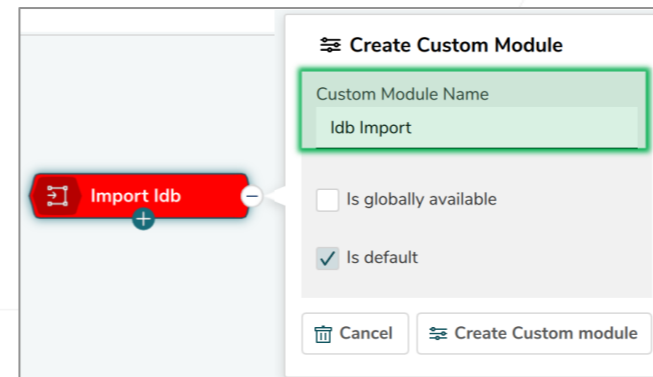 Create Custom Module
Custom Module Name
Idb Import
Import Idb
Is globally available
Is default
Cancel
Create Custom module